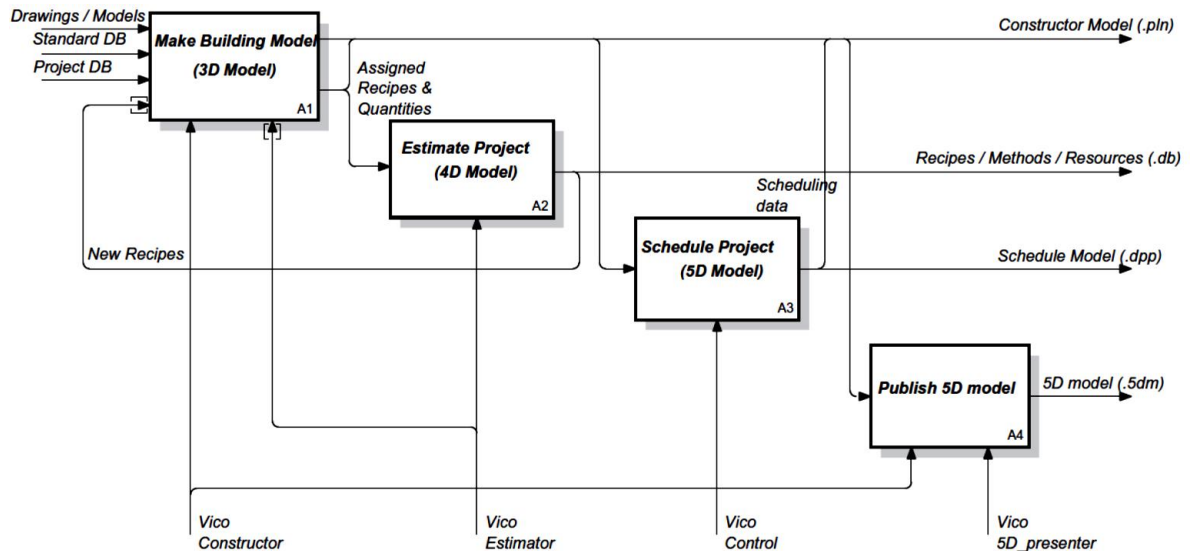 Drawings / Models
Standard DB
Project DB
Make Building Model
(3D Model)
A1
Constructor Model (.pln)
Assigned
Recipes &
Quantities
Estimate Project
(4D Model)
A2
Recipes / Methods / Resources (.db)
Scheduling
data
New Recipes
Schedule Project
(5D Model)
A3
Schedule Model (.dpp)
Publish 5D model
A4
5D model (.5dm)
Vico
Constructor
Vico
Estimator
Vico
Control
Vico
5D_presenter